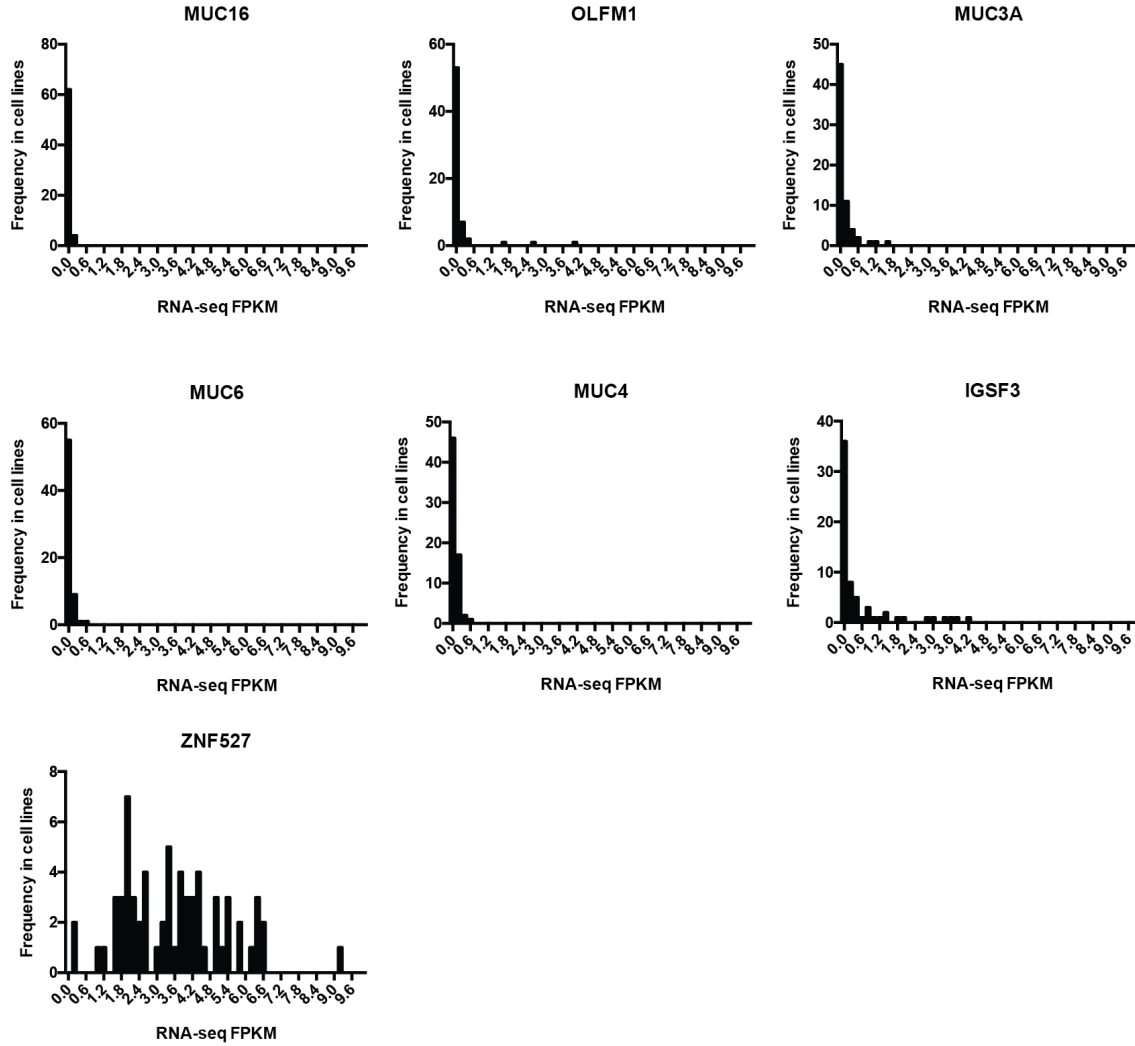 MUC16
80
60
40
20
0
Frequency in cell lines
0.0 0.6 1.2 1.8 2.4 3.0 3.6 4.2 4.8 5.4 6.0 6.6 7.2 7.8 8.4 9.0 9.6
RNA-seq FPKM
OLFM1
60
40
20
0
Frequency in cell lines
0.0 0.6 1.2 1.8 2.4 3.0 3.6 4.2 4.8 5.4 6.0 6.6 7.2 7.8 8.4 9.0 9.6
RNA-seq FPKM
MUC3A
50
40
30
20
10
0
Frequency in cell lines
0.0 0.6 1.2 1.8 2.4 3.0 3.6 4.2 4.8 5.4 6.0 6.6 7.2 7.8 8.4 9.0 9.6
RNA-seq FPKM
MUC6
60
40
20
0
Frequency in cell lines
0.0 0.6 1.2 1.8 2.4 3.0 3.6 4.2 4.8 5.4 6.0 6.6 7.2 7.8 8.4 9.0 9.6
RNA-seq FPKM
MUC4
50
40
30
20
10
0
Frequency in cell lines
0.0 0.6 1.2 1.8 2.4 3.0 3.6 4.2 4.8 5.4 6.0 6.6 7.2 7.8 8.4 9.0 9.6
RNA-seq FPKM
IGSF3
40
30
20
10
0
Frequency in cell lines
0.0 0.6 1.2 1.8 2.4 3.0 3.6 4.2 4.8 5.4 6.0 6.6 7.2 7.8 8.4 9.0 9.6
RNA-seq FPKM
ZNF527
8
6
4
2
0
Frequency in cell lines
0.0 0.6 1.2 1.8 2.4 3.0 3.6 4.2 4.8 5.4 6.0 6.6 7.2 7.8 8.4 9.0 9.6
RNA-seq FPKM